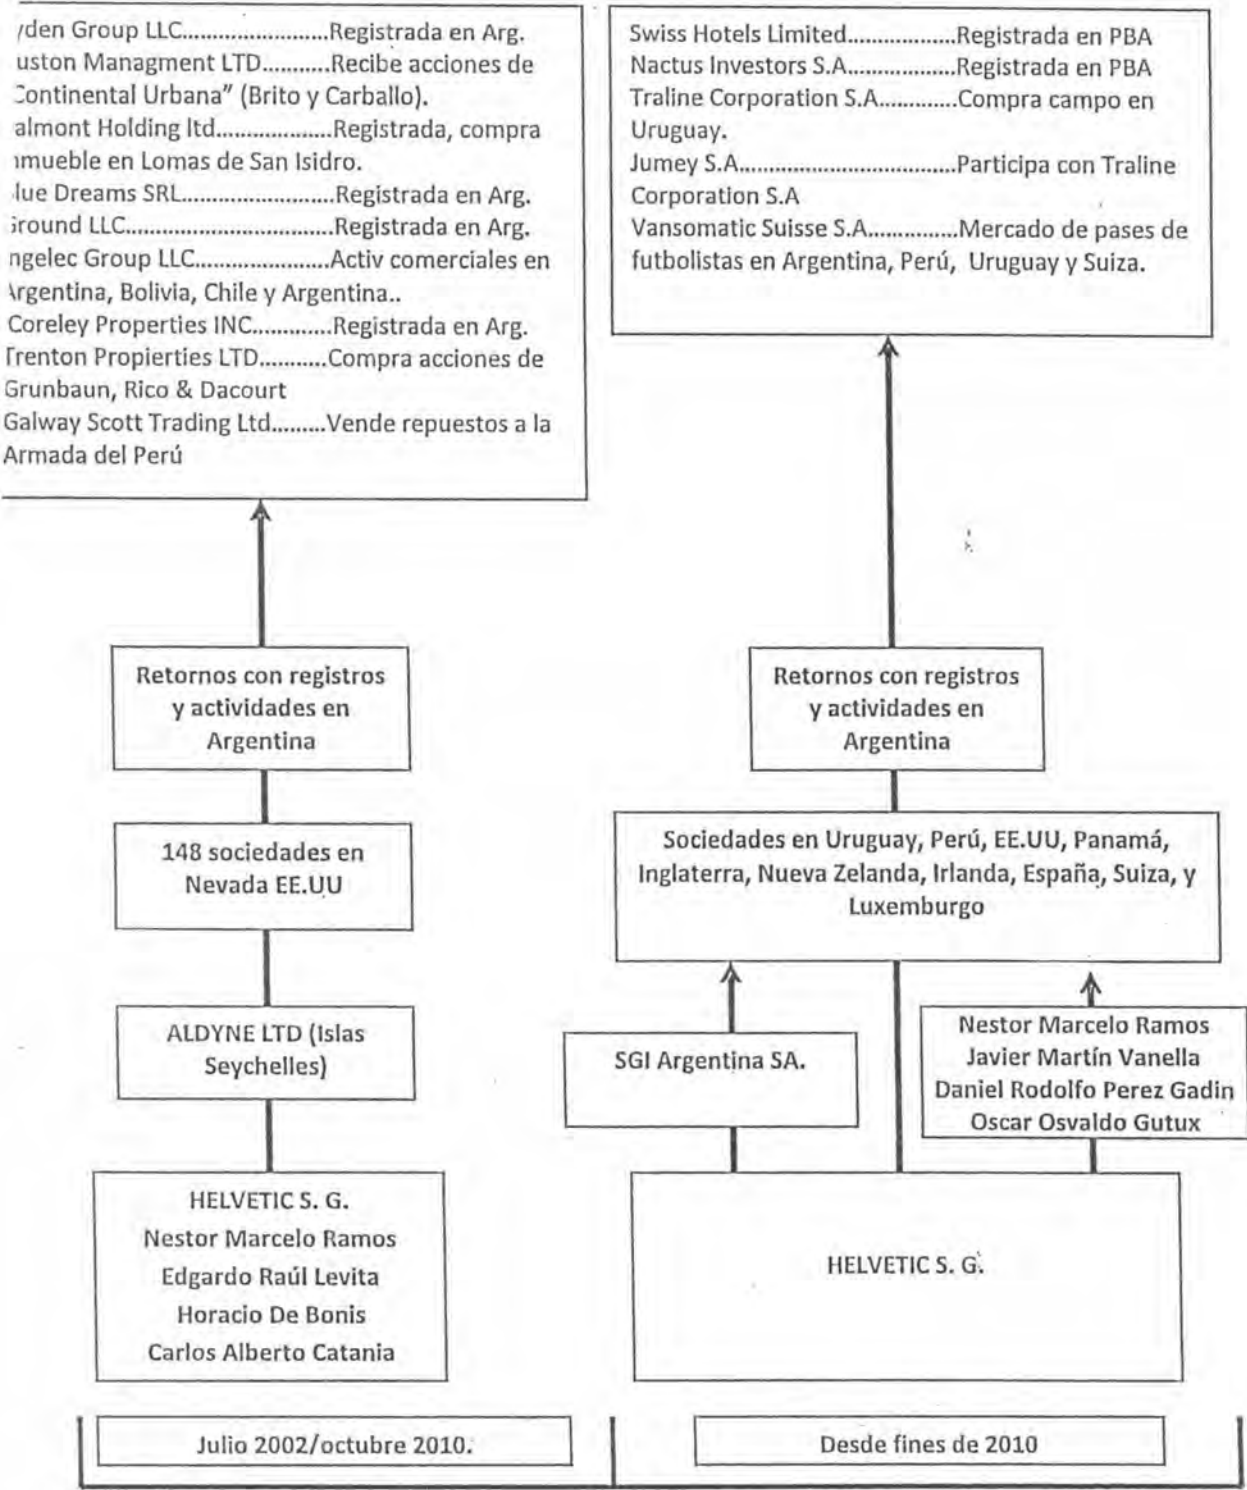 yden Group LLC........................Registrada en Arg.
uston Managment LTD...........Recibe acciones de
Continental Urbana" (Brito y Carballo).
almont Holding ltd...................Registrada, compra
nmueble en Lomas de San Isidro.
lue Dreams SRL.........................Registrada en Arg.
Ground LLC...................................Registrada en Arg.
ngelec Group LLC.......................Activ comerciales en
Argentina, Bolivia, Chile y Argentina..
Coreley Properties INC.............Registrada en Arg.
Trenton Propierties LTD...........Compra acciones de
Grunbaun, Rico & Dacourt
Galway Scott Trading Ltd.........Vende repuestos a la
Armada del Perú
Swiss Hotels Limited..................Registrada en PBA
Nactus Investors S.A..................Registrada en PBA
Traline Corporation S.A.............Compra campo en
Uruguay.
Jumey S.A....................................Participa con Traline
Corporation S.A
Vansomatic Suisse S.A...............Mercado de pases de
futbolistas en Argentina, Perú, Uruguay y Suiza.
Retornos con registros
y actividades en
Argentina
Retornos con registros
y actividades en
Argentina
148 sociedades en
Nevada EE.UU
Sociedades en Uruguay, Perú, EE.UU, Panamá,
Inglaterra, Nueva Zelanda, Irlanda, España, Suiza, y
Luxemburgo
ALDYNE LTD (Islas
Seychelles)
SGI Argentina SA.
Nestor Marcelo Ramos
Javier Martín Vanella
Daniel Rodolfo Perez Gadin
Oscar Osvaldo Gutux
HELVETIC S. G.
Nestor Marcelo Ramos
Edgardo Raúl Levita
Horacio De Bonis
Carlos Alberto Catania
HELVETIC S. G.
Julio 2002/octubre 2010.
Desde fines de 2010